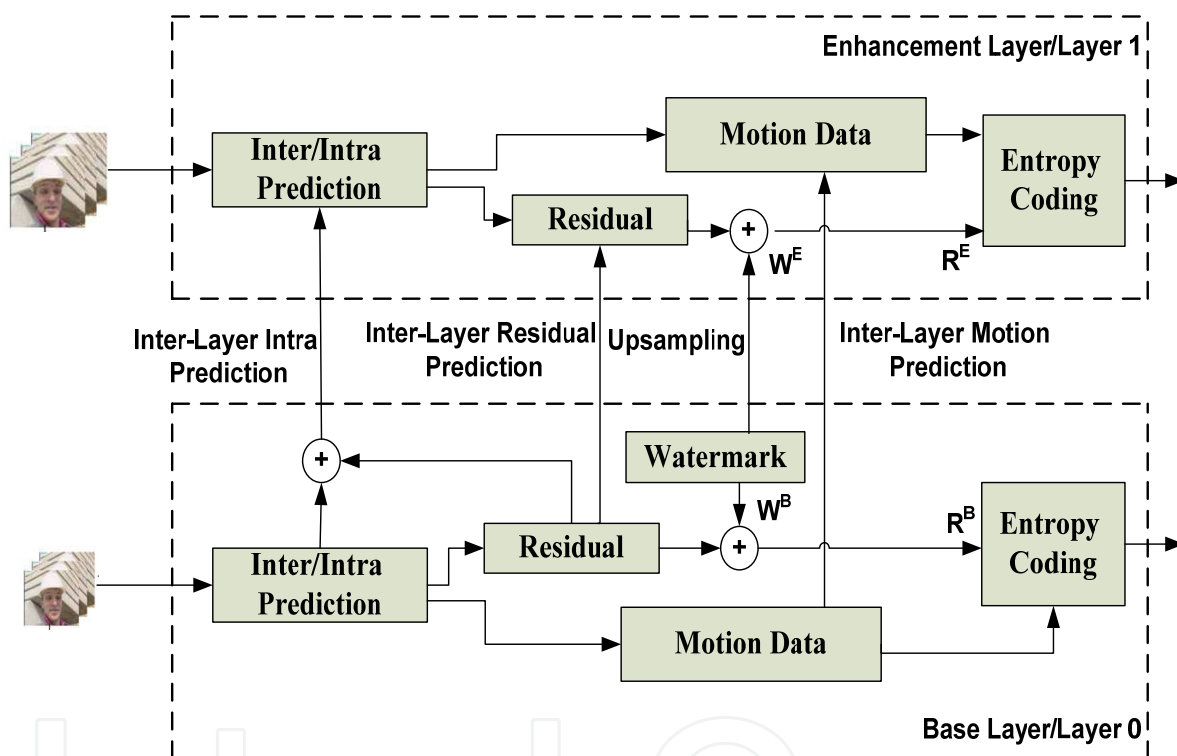 Enhancement Layer/Layer 1
Inter/Intra
Prediction
Motion Data
Entropy
Coding
Residual
+
W^E
R^E
Inter-Layer Intra
Prediction
Inter-Layer Residual
Prediction
Upsampling
Inter-Layer Motion
Prediction
+
Watermark
W^B
R^B
Entropy
Coding
Inter/Intra
Prediction
Residual
+
Motion Data
Base Layer/Layer 0